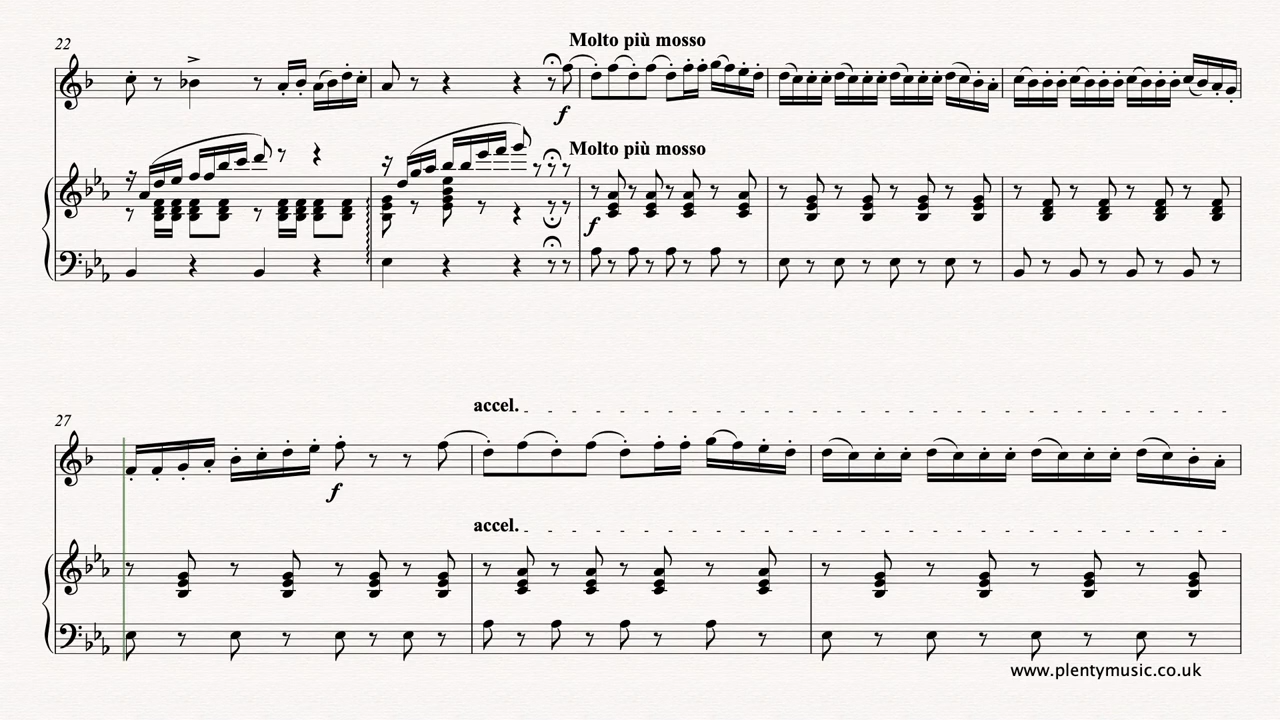 22
Molto più mosso
f
Molto più mosso
f
27
accel.
f
accel.
www.plentymusic.co.uk